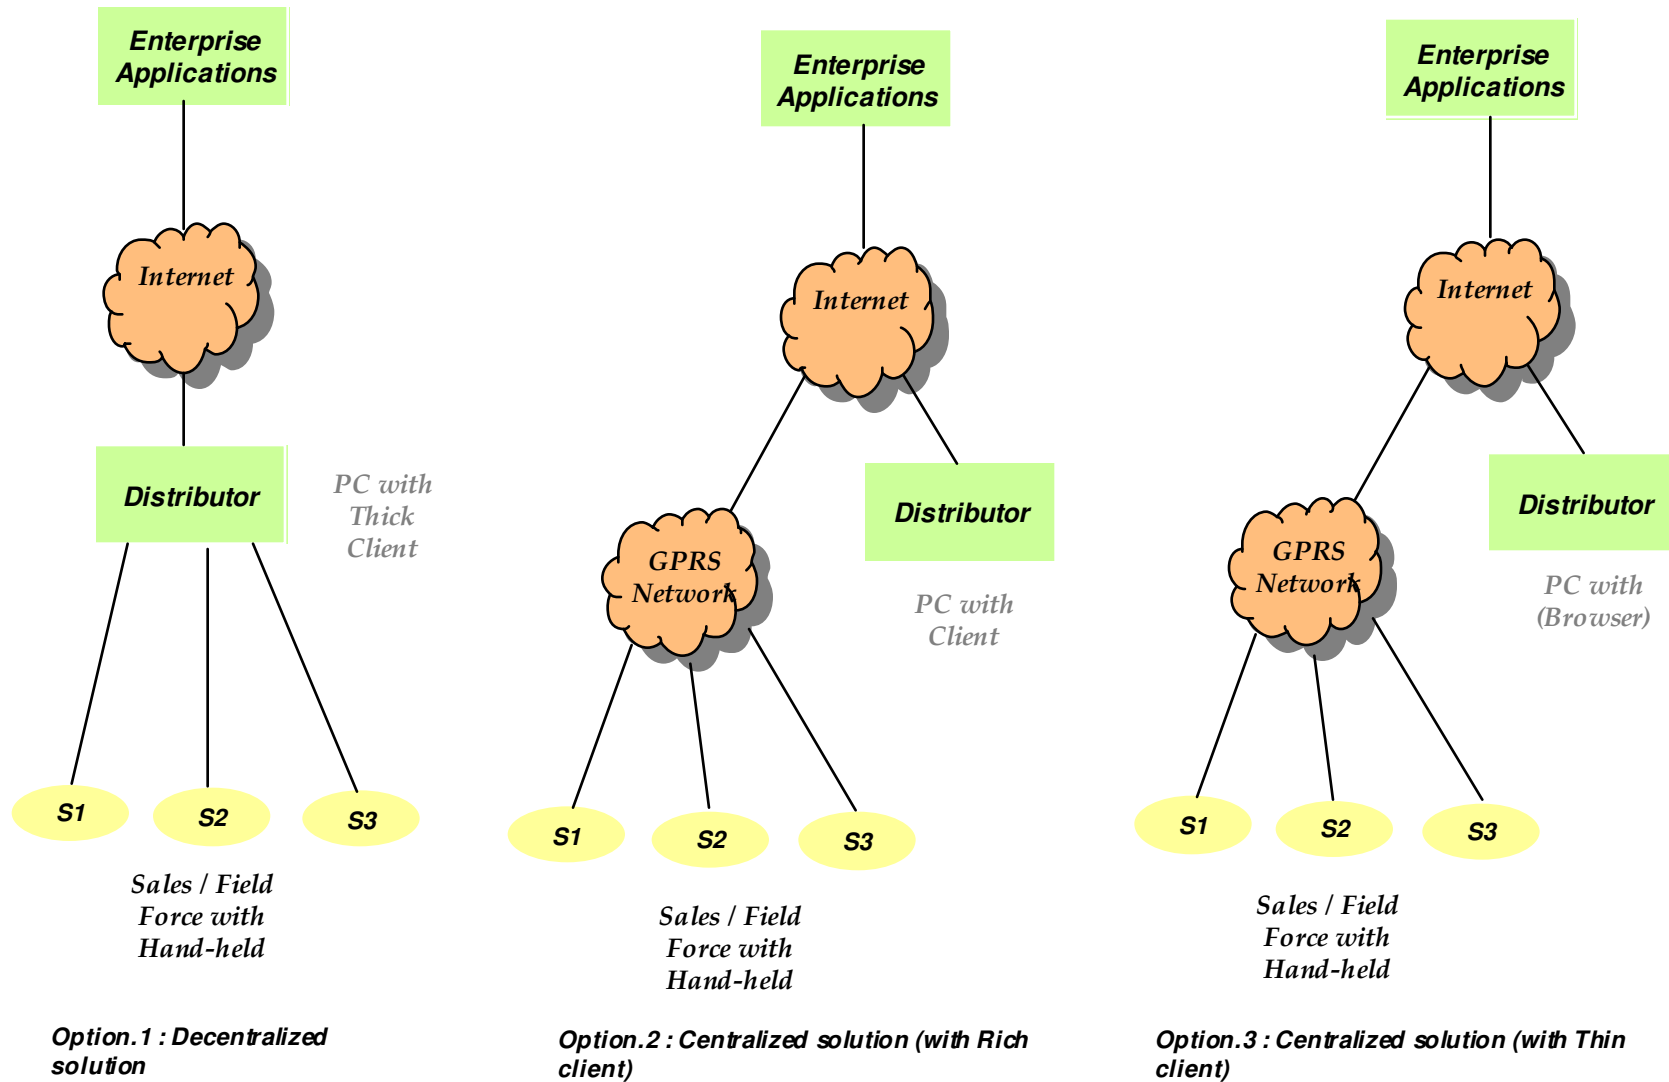 Enterprise
Applications
Internet
Distributor
PC with
Thick
Client
S1
S2
S3
Sales / Field
Force with
Hand-held
Option.1 : Decentralized
solution
Enterprise
Applications
Internet
Distributor
GPRS
Network
PC with
Client
S1
S2
S3
Sales / Field
Force with
Hand-held
Option.2 : Centralized solution (with Rich
client)
Enterprise
Applications
Internet
Distributor
GPRS
Network
PC with
(Browser)
S1
S2
S3
Sales / Field
Force with
Hand-held
Option.3 : Centralized solution (with Thin
client)